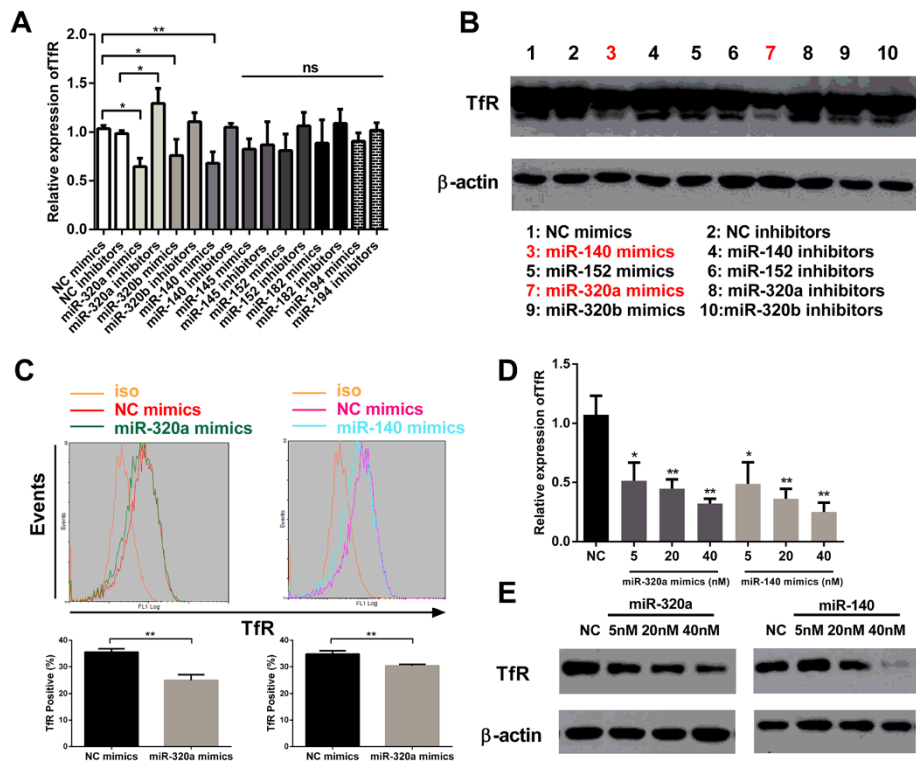 A
Relative expression ofTfR
2.0
1.5
1.0
0.5
0.0
**
*
*
*
ns
NC mimics
NC inhibitors
miR-320a mimics
miR-320a inhibitors
miR-320b mimics
miR-320b inhibitors
miR-140 mimics
miR-140 inhibitors
miR-145 mimics
miR-145 inhibitors
miR-152 mimics
miR-152 inhibitors
miR-182 mimics
miR-182 inhibitors
miR-194 mimics
miR-194 inhibitors
B
1 2 3 4 5 6 7 8 9 10
TfR
β-actin
1: NC mimics 2: NC inhibitors
3: miR-140 mimics 4: miR-140 inhibitors
5: miR-152 mimics 6: miR-152 inhibitors
7: miR-320a mimics 8: miR-320a inhibitors
9: miR-320b mimics 10:miR-320b inhibitors
C
iso
NC mimics
miR-320a mimics
iso
NC mimics
miR-140 mimics
Events
Events
FL1 Log
Events
FL1 Log
TfR
TfR Positive (%)
40
30
20
10
0
**
NC mimics miR-320a mimics
TfR Positive (%)
40
30
20
10
0
**
NC mimics miR-320a mimics
D
Relative expression ofTfR
1.5
1.0
0.5
0.0
* ** ** * ** **
NC 5 20 40 5 20 40
miR-320a mimics (nM) miR-140 mimics (nM)
E
miR-320a miR-140
NC 5nM 20nM 40nM NC 5nM 20nM 40nM
TfR
β-actin